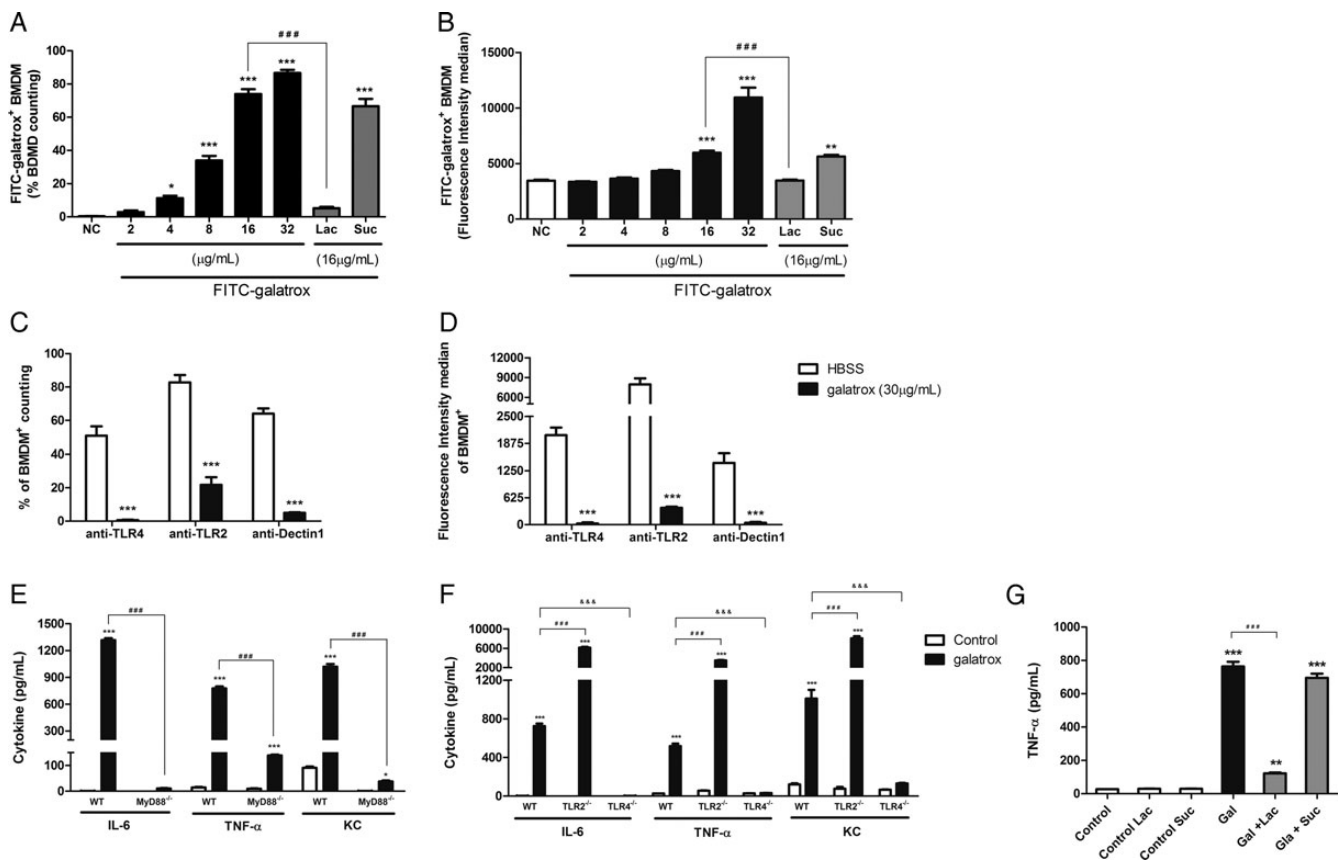 A
FITC-galatrox⁺ BMDM
(% BDMD counting)
100
80
60
40
20
0
###
*
***
***
***
***
NC 2 4 8 16 32 Lac Suc
(µg/mL) (16µg/mL)
FITC-galatrox
B
FITC-galatrox⁺ BMDM
(Fluorescence Intensity median)
15000
10000
5000
0
###
***
***
**
NC 2 4 8 16 32 Lac Suc
(µg/mL) (16µg/mL)
FITC-galatrox
C
% of BMDM⁺ counting
100
80
60
40
20
0
***
***
***
anti-TLR4 anti-TLR2 anti-Dectin1
D
Fluorescence Intensity median
of BMDM⁺
12000
9000
6000
3000
2500
1875
1250
625
0
***
***
***
anti-TLR4 anti-TLR2 anti-Dectin1
HBSS
galatrox (30µg/mL)
E
Cytokine (pg/mL)
1500
1200
900
600
300
100
0
###
***
###
***
***
###
***
*
WT MyD88⁻/⁻ WT MyD88⁻/⁻ WT MyD88⁻/⁻
IL-6 TNF-α KC
F
Cytokine (pg/mL)
10000
6000
2000
1200
800
400
0
&&&
###
***
***
&&&
###
***
***
&&&
###
***
***
WT TLR2⁻/⁻ TLR4⁻/⁻ WT TLR2⁻/⁻ TLR4⁻/⁻ WT TLR2⁻/⁻ TLR4⁻/⁻
IL-6 TNF-α KC
Control
galatrox
G
TNF-α (pg/mL)
1000
800
600
400
200
0
###
***
**
***
Control
Control Lac
Control Suc
Gal
Gal +Lac
Gla + Suc